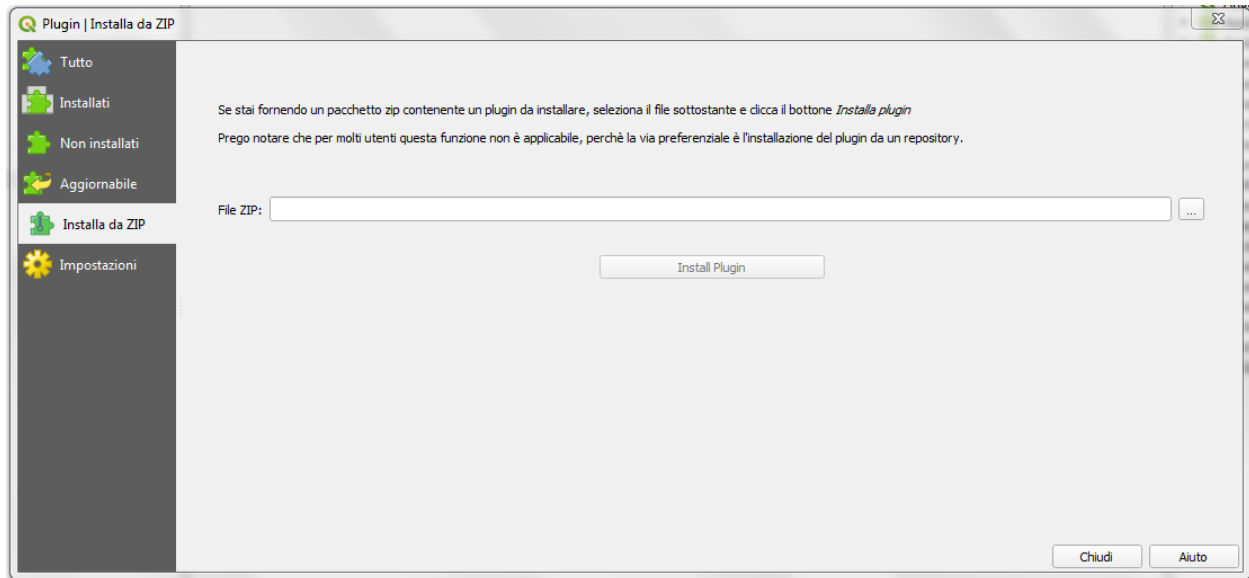 Plugin | Installa da ZIP
Tutto
Installati
Non installati
Aggiornabile
Installa da ZIP
Impostazioni
Se stai fornendo un pacchetto zip contenente un plugin da installare, seleziona il file sottostante e clicca il bottone Installa plugin
Prego notare che per molti utenti questa funzione non è applicabile, perchè la via preferenziale è l'installazione del plugin da un repository.
File ZIP:
...
Install Plugin
Chiudi
Aiuto